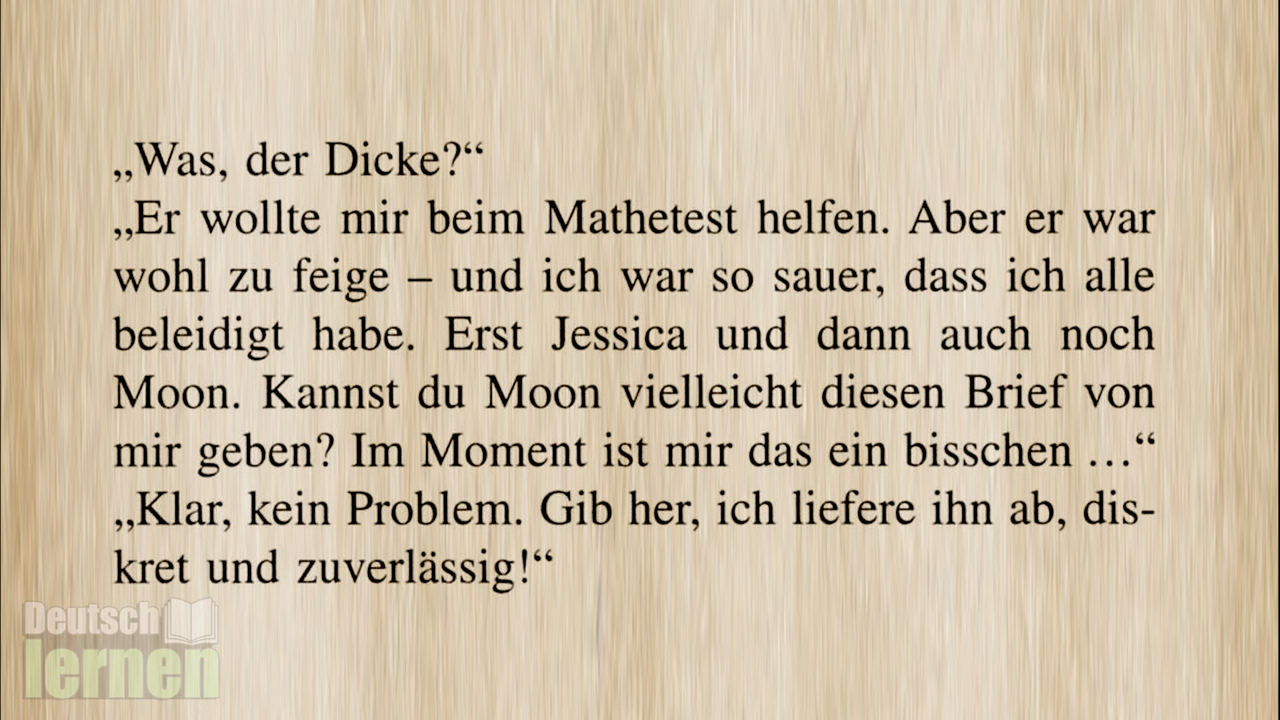 „Was, der Dicke?“
„Er wollte mir beim Mathetest helfen. Aber er war
wohl zu feige – und ich war so sauer, dass ich alle
beleidigt habe. Erst Jessica und dann auch noch
Moon. Kannst du Moon vielleicht diesen Brief von
mir geben? Im Moment ist mir das ein bisschen …“
„Klar, kein Problem. Gib her, ich liefere ihn ab, dis-
kret und zuverlässig!“
Deutsch
lernen